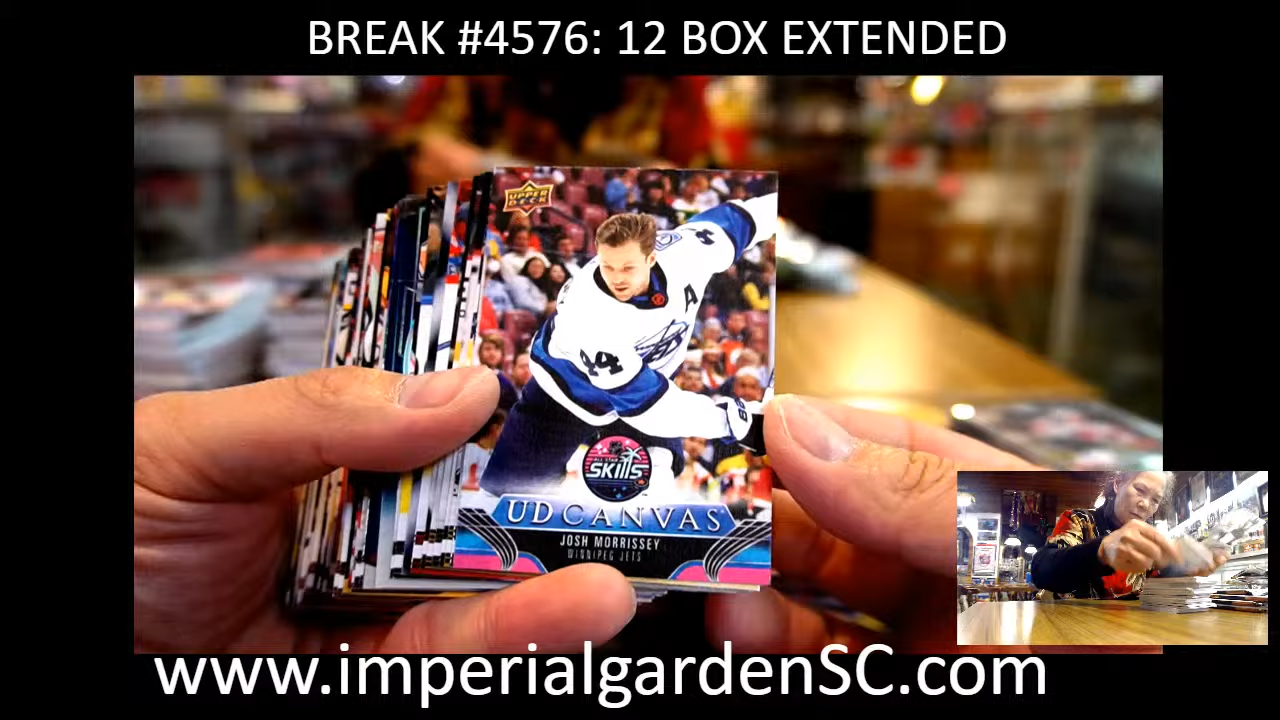 BREAK #4576: 12 BOX EXTENDED
UPPER
DECK
44
A
ALL STAR
SKILLS
UD CANVAS
JOSH MORRISSEY
WINNIPEG JETS
www.imperialgardenSC.com